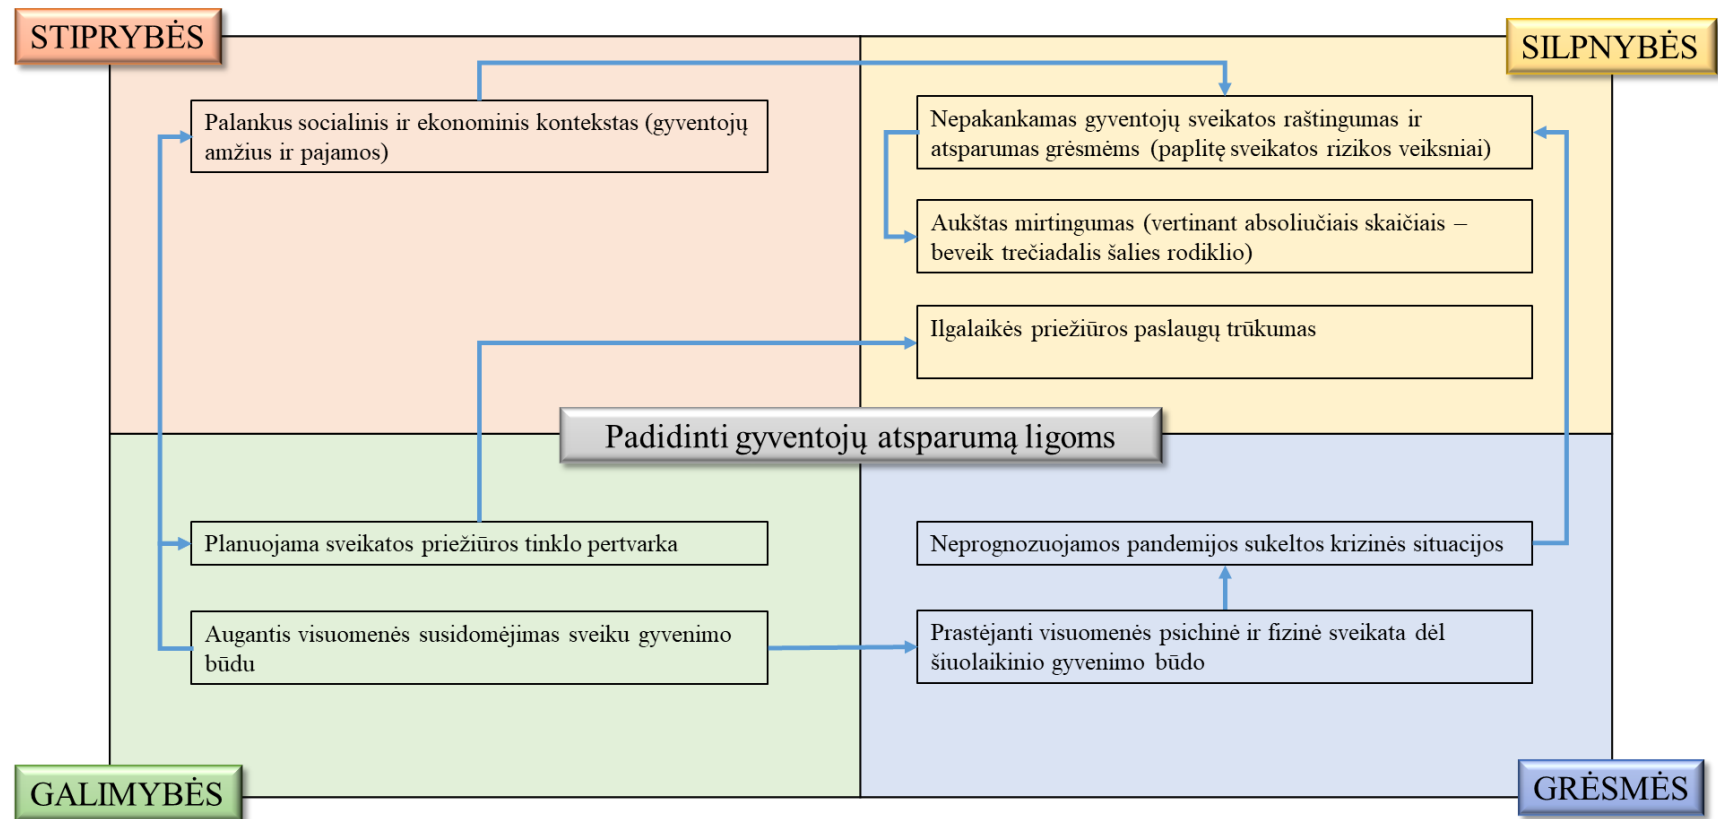 STIPRYBĖS
SILPNYBĖS
Palankus socialinis ir ekonominis kontekstas (gyventojų
amžius ir pajamos)
Nepakankamas gyventojų sveikatos raštingumas ir
atsparumas grėsmėms (paplitę sveikatos rizikos veiksniai)
Aukštas mirtingumas (vertinant absoliučiais skaičiais –
beveik trečiadalis šalies rodiklio)
Ilgalaikės priežiūros paslaugų trūkumas
Padidinti gyventojų atsparumą ligoms
Planuojama sveikatos priežiūros tinklo pertvarka
Augantis visuomenės susidomėjimas sveiku gyvenimo
būdu
Neprognozuojamos pandemijos sukeltos krizinės situacijos
Prastėjanti visuomenės psichinė ir fizinė sveikata dėl
šiuolaikinio gyvenimo būdo
GALIMYBĖS
GRĖSMĖS